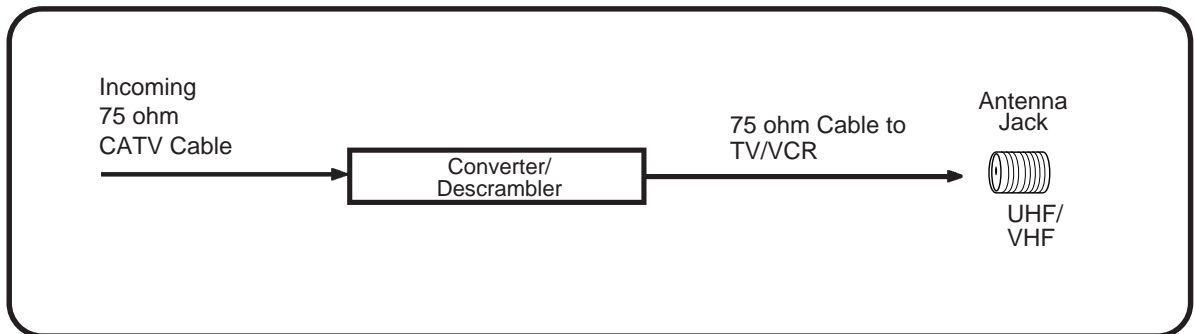 Incoming
75 ohm
CATV Cable
Converter/
Descrambler
75 ohm Cable to
TV/VCR
Antenna
Jack
UHF/
VHF